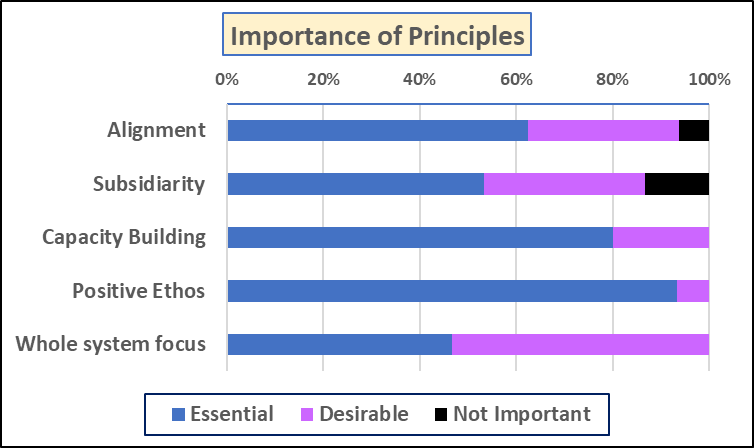 Importance of Principles
0% 20% 40% 60% 80% 100%
Alignment
Subsidiarity
Capacity Building
Positive Ethos
Whole system focus
Essential Desirable Not Important